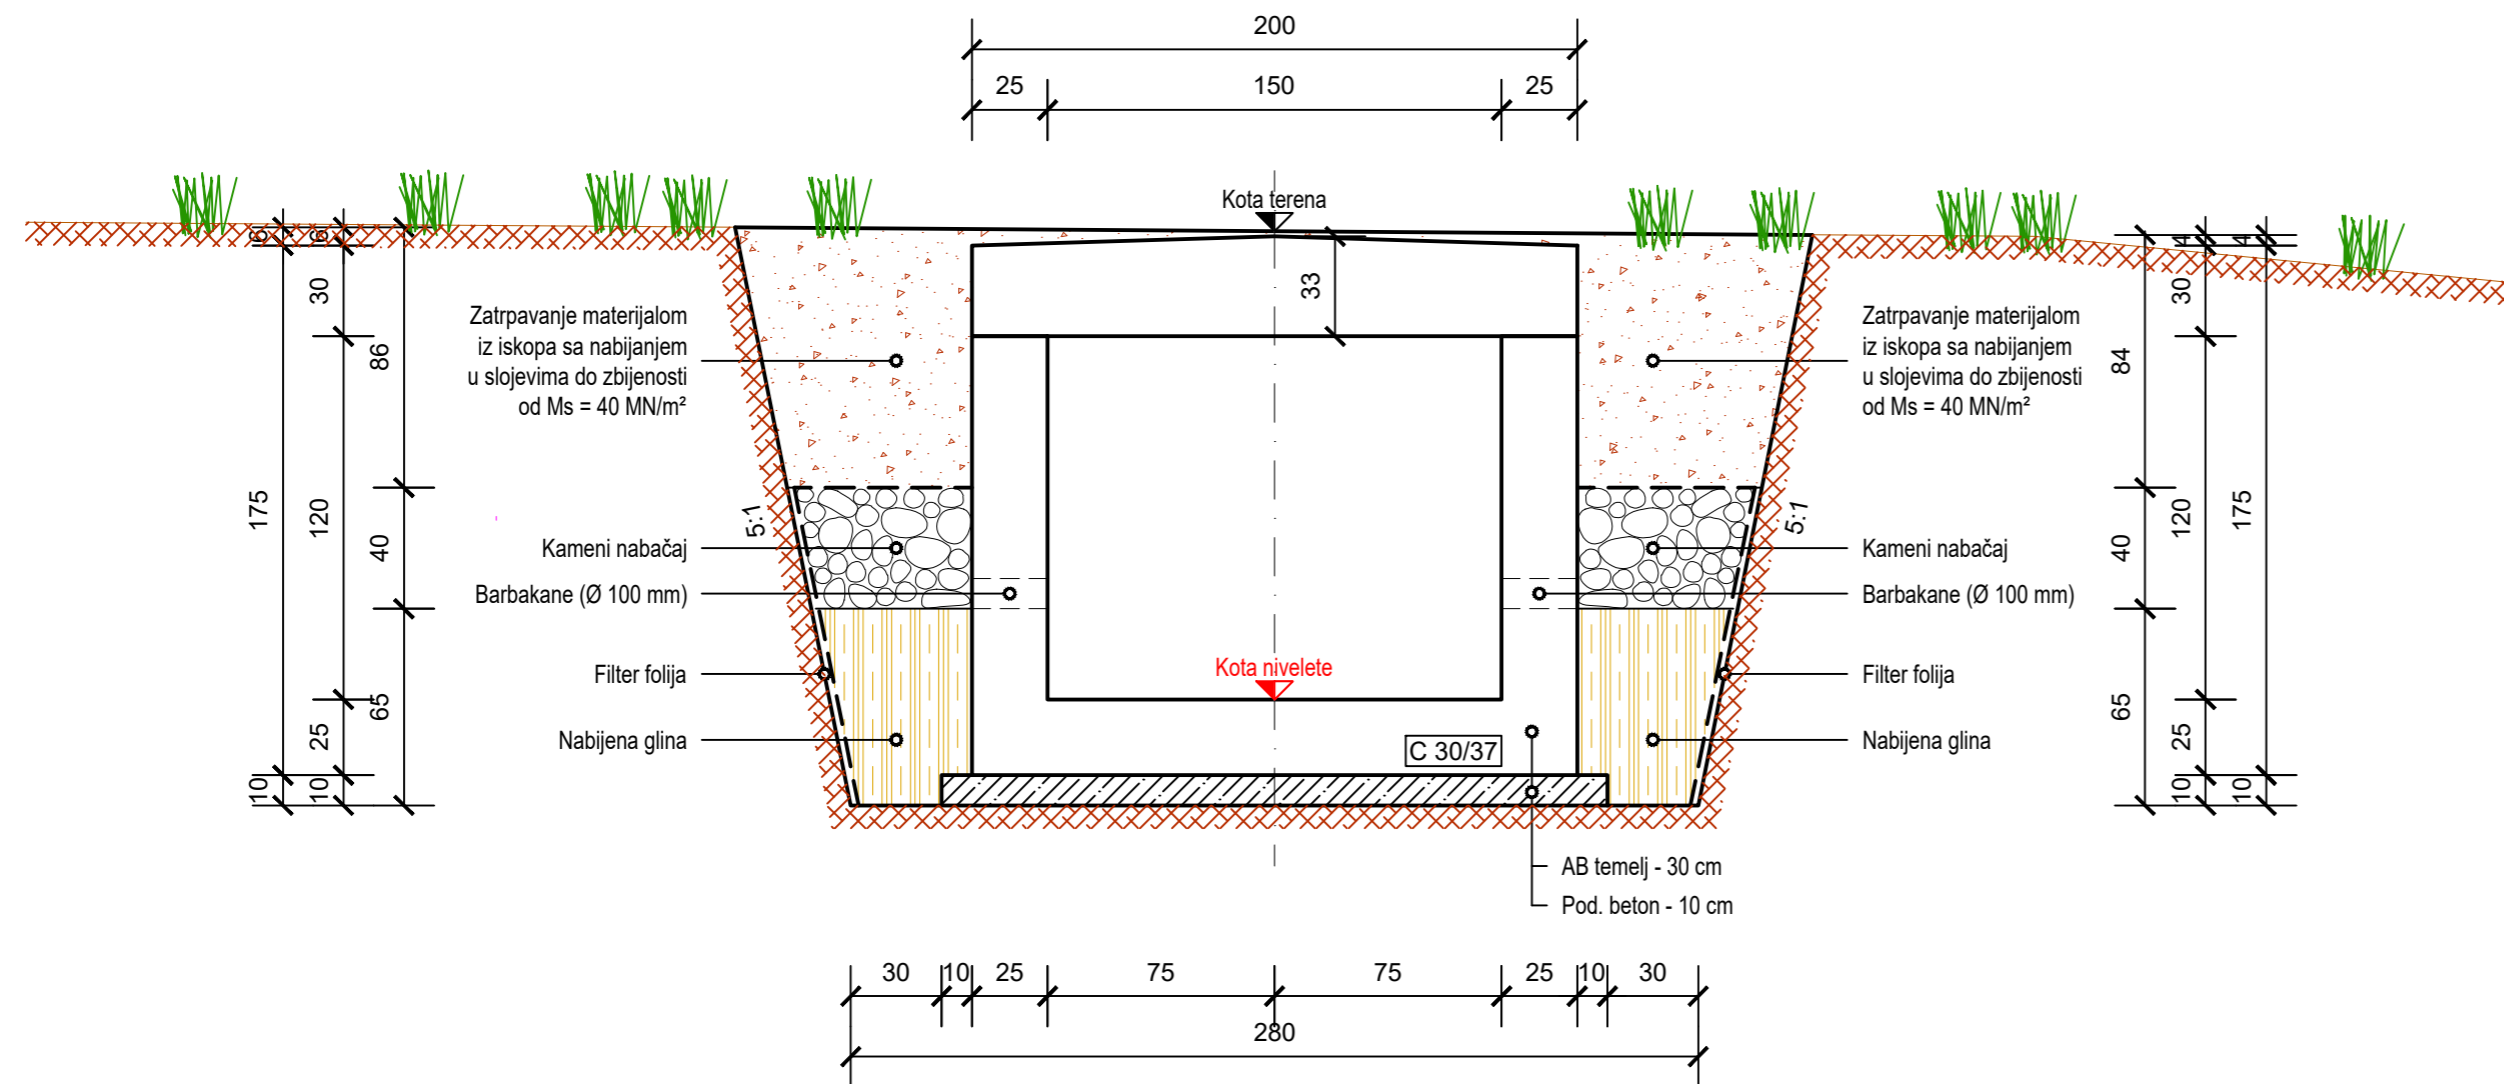 200
25 150 25
Kota terena
6 6
4 4
30
33
30
86
84
Zatrpavanje materijalom
iz iskopa sa nabijanjem
u slojevima do zbijenosti
od Ms = 40 MN/m²
Zatrpavanje materijalom
iz iskopa sa nabijanjem
u slojevima do zbijenosti
od Ms = 40 MN/m²
175 120 40
5:1
5:1
40 120 175
Kameni nabačaj
Kameni nabačaj
Barbakane (Ø 100 mm)
Barbakane (Ø 100 mm)
Filter folija
Kota nivelete
Filter folija
65
65
Nabijena glina
C 30/37
Nabijena glina
25
25
10 10
10 10
AB temelj - 30 cm
Pod. beton - 10 cm
30 10 25 75 75 25 10 30
280